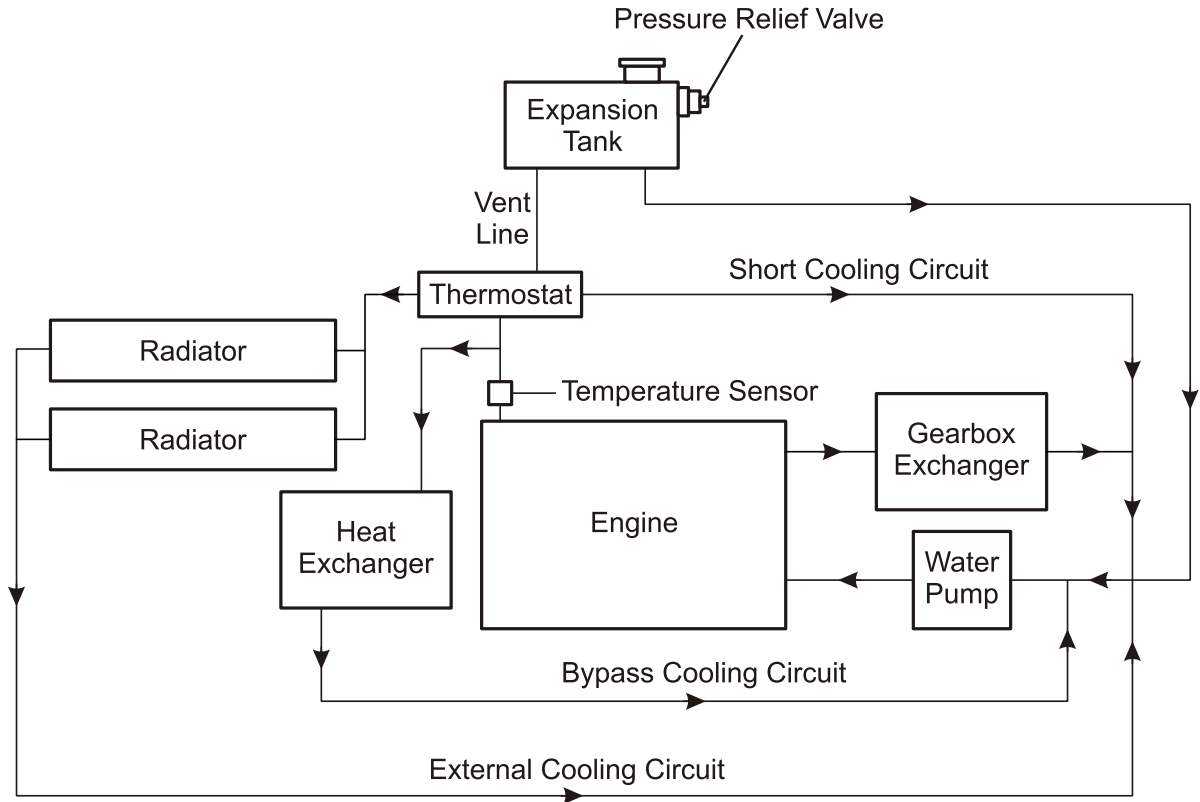 Pressure Relief Valve
Expansion
Tank
Vent
Line
Short Cooling Circuit
Thermostat
Radiator
Temperature Sensor
Radiator
Gearbox
Exchanger
Engine
Heat
Exchanger
Water
Pump
Bypass Cooling Circuit
External Cooling Circuit